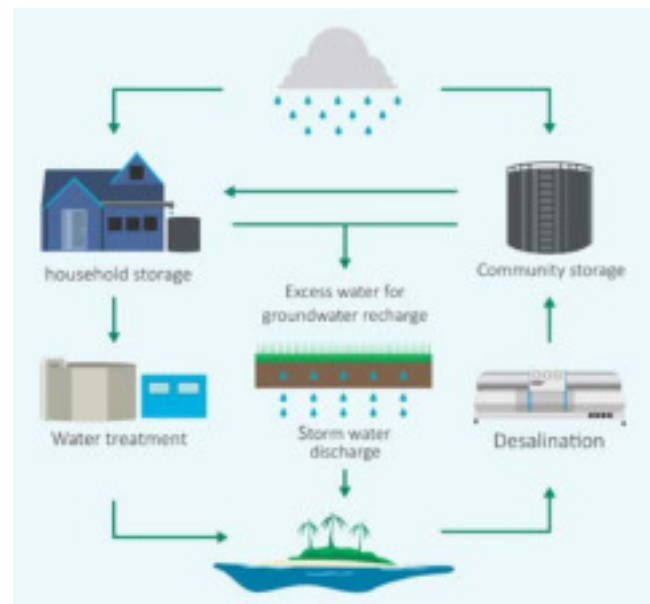 household storage
Community storage
Excess water for
groundwater recharge
Water treatment
Storm water
discharge
Desalination